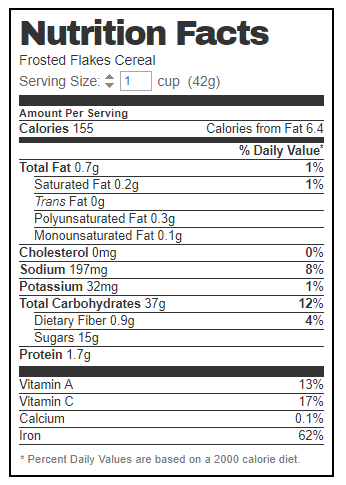 Nutrition Facts
Frosted Flakes Cereal
Serving Size: 1 cup (42g)
Amount Per Serving
Calories 155 Calories from Fat 6.4
% Daily Value*
Total Fat 0.7g 1%
Saturated Fat 0.2g 1%
Trans Fat 0g
Polyunsaturated Fat 0.3g
Monounsaturated Fat 0.1g
Cholesterol 0mg 0%
Sodium 197mg 8%
Potassium 32mg 1%
Total Carbohydrates 37g 12%
Dietary Fiber 0.9g 4%
Sugars 15g
Protein 1.7g
Vitamin A 13%
Vitamin C 17%
Calcium 0.1%
Iron 62%
* Percent Daily Values are based on a 2000 calorie diet.